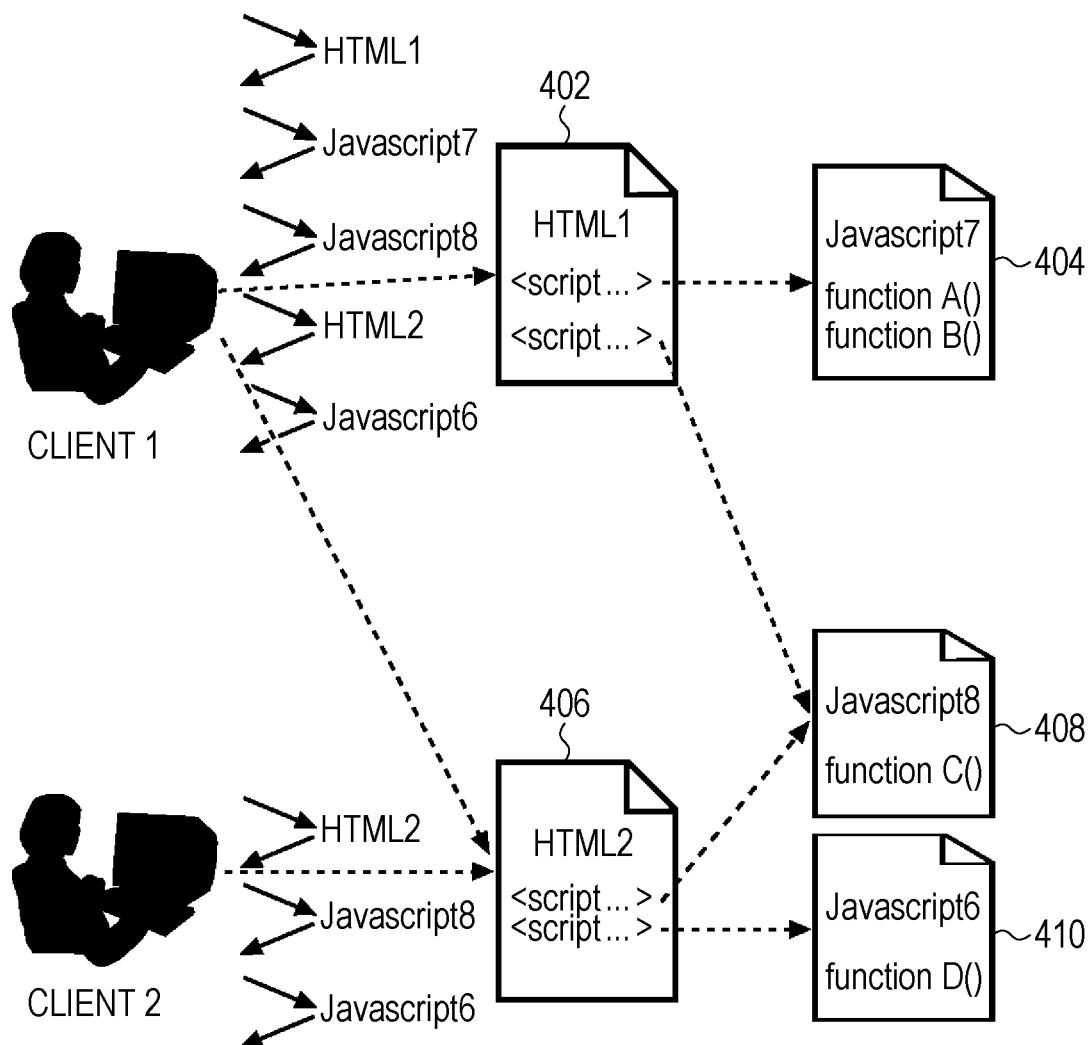 HTML1
Javascript7
Javascript8
HTML2
Javascript6
CLIENT 1
402
HTML1
<script ... >
<script ... >
Javascript7
function A()
function B()
404
406
HTML2
<script ... >
<script ... >
Javascript8
function C()
408
HTML2
Javascript8
Javascript6
CLIENT 2
Javascript6
function D()
410